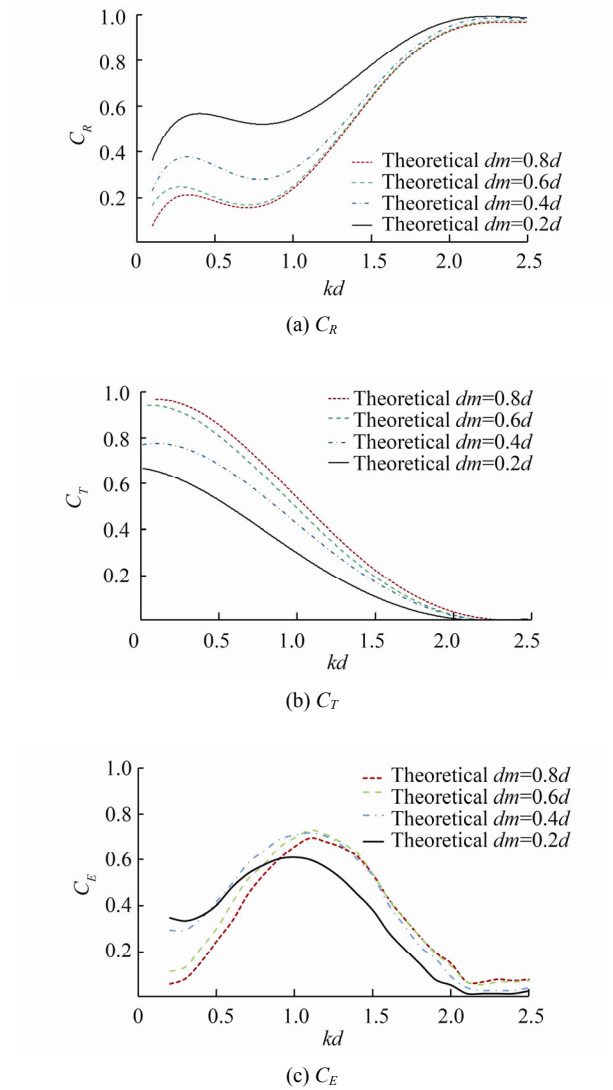 1.0
0.8
0.6
0.4
0.2
C_R
Theoretical dm=0.8d
Theoretical dm=0.6d
Theoretical dm=0.4d
Theoretical dm=0.2d
0 0.5 1.0 1.5 2.0 2.5
kd
(a) C_R
1.0
0.8
0.6
0.4
0.2
C_T
Theoretical dm=0.8d
Theoretical dm=0.6d
Theoretical dm=0.4d
Theoretical dm=0.2d
0 0.5 1.0 1.5 2.0 2.5
kd
(b) C_T
1.0
0.8
0.6
0.4
0.2
C_E
Theoretical dm=0.8d
Theoretical dm=0.6d
Theoretical dm=0.4d
Theoretical dm=0.2d
0 0.5 1.0 1.5 2.0 2.5
kd
(c) C_E